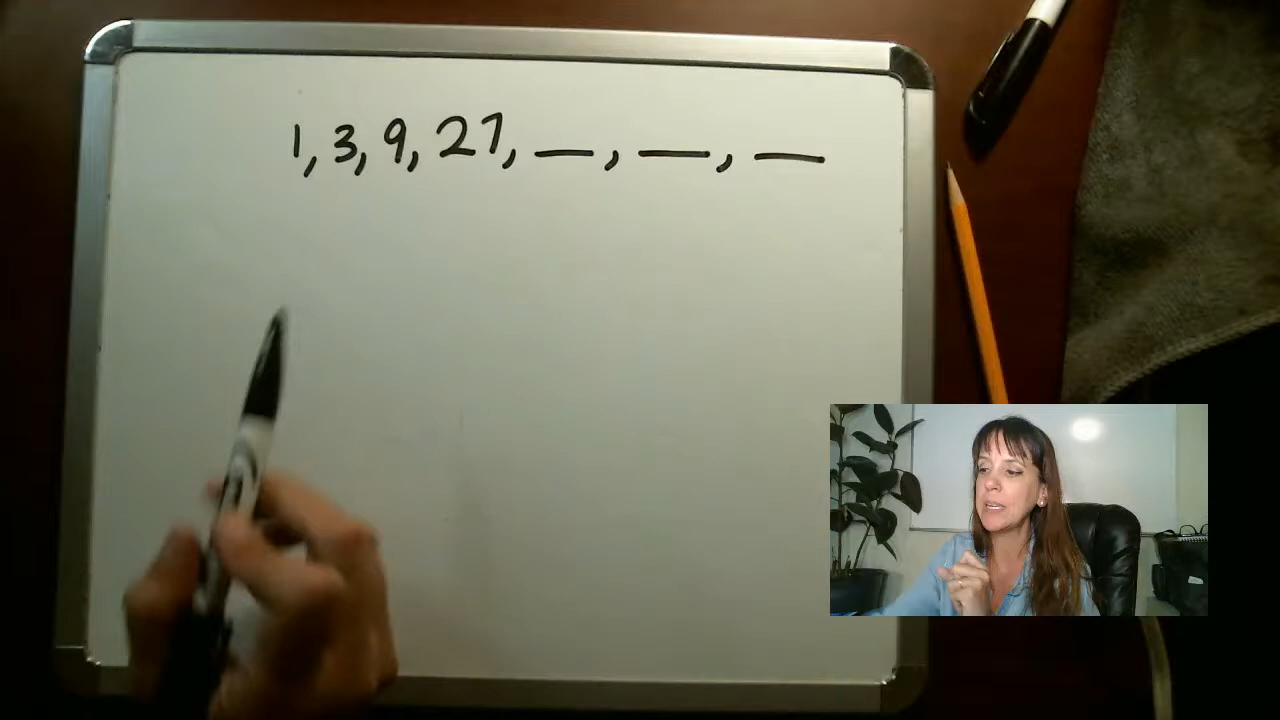 1, 3, 9, 27, __, __, __